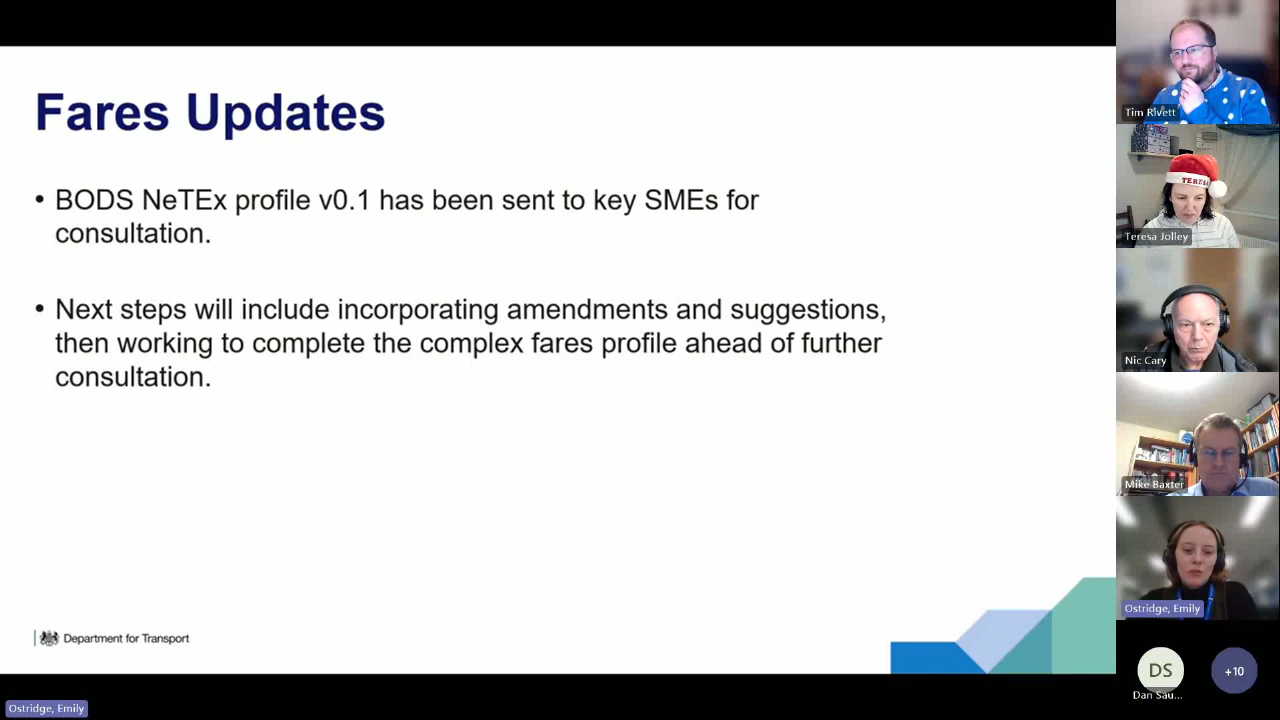 Fares Updates
• BODS NeTEx profile v0.1 has been sent to key SMEs for
consultation.
• Next steps will include incorporating amendments and suggestions,
then working to complete the complex fares profile ahead of further
consultation.
Department for Transport
Ostridge, Emily
Tim Rivett
TERESA
Teresa Jolley
Nic Cary
Mike Baxter
Ostridge, Emily
DS
Dan Sau...
+10